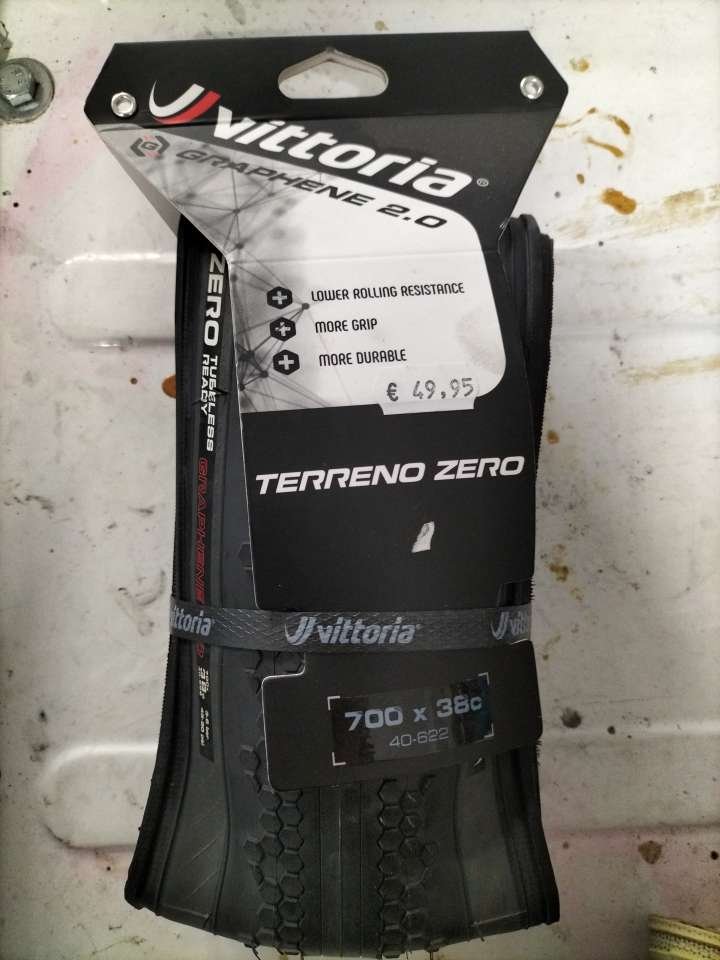 vittoria®
G
GRAPHENE 2.0
LOWER ROLLING RESISTANCE
MORE GRIP
MORE DURABLE
€ 49,95
TERRENO ZERO
ZERO TUBELESS READY GRAPHENE
vittoria
vittoria
vittoria
700 x 38c
40-622